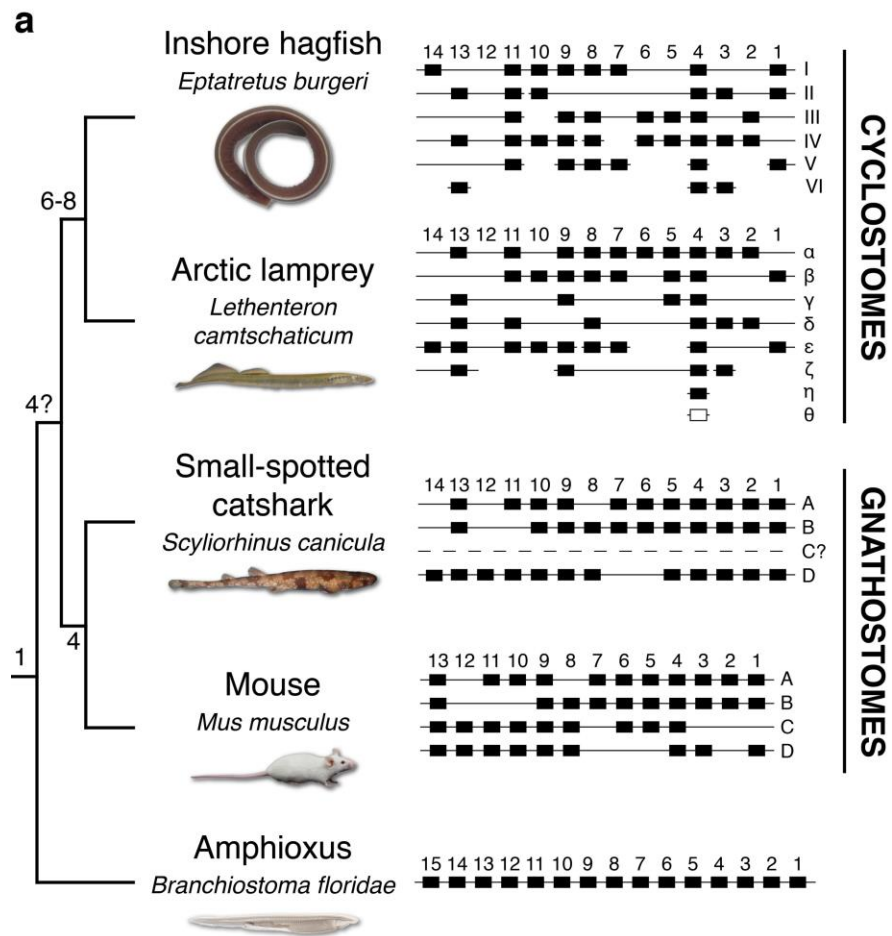 a
Inshore hagfish
Eptatretus burgeri
14 13 12 11 10 9 8 7 6 5 4 3 2 1
I
II
III
IV
V
VI
6-8
Arctic lamprey
Lethenteron
camtschaticum
14 13 12 11 10 9 8 7 6 5 4 3 2 1
α
β
γ
δ
ε
ζ
η
θ
CYCLOSTOMES
4?
Small-spotted
catshark
Scyliorhinus canicula
14 13 12 11 10 9 8 7 6 5 4 3 2 1
A
B
C?
D
4
1
Mouse
Mus musculus
13 12 11 10 9 8 7 6 5 4 3 2 1
A
B
C
D
GNATHOSTOMES
Amphioxus
Branchiostoma floridae
15 14 13 12 11 10 9 8 7 6 5 4 3 2 1